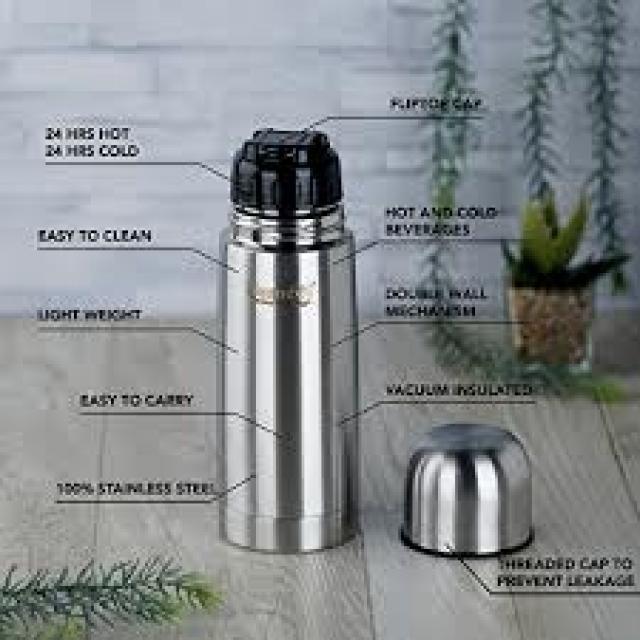 FLIPTOP CAP
24 HRS HOT
24 HRS COLD
HOT AND COLD
BEVERAGES
EASY TO CLEAN
DOUBLE WALL
MECHANISM
LIGHT WEIGHT
VACUUM INSULATED
EASY TO CARRY
100% STAINLESS STEEL
THREADED CAP TO
PREVENT LEAKAGE